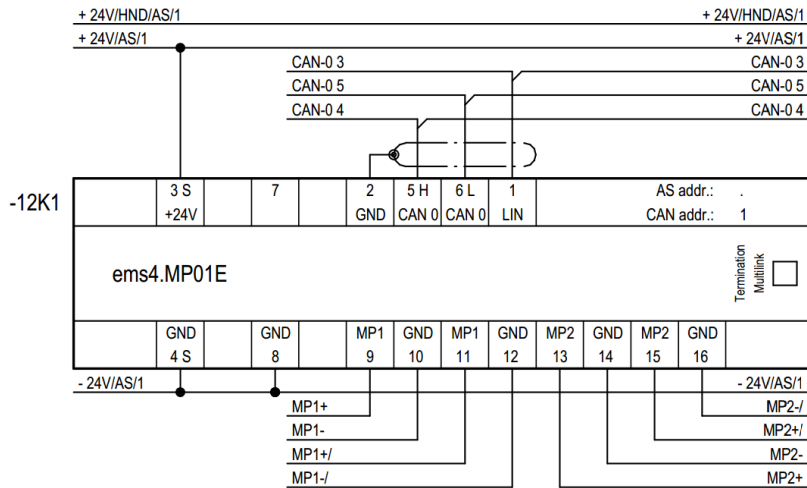 + 24V/HND/AS/1 + 24V/HND/AS/1
+ 24V/AS/1 + 24V/AS/1
CAN-0 3 CAN-0 3
CAN-0 5 CAN-0 5
CAN-0 4 CAN-0 4
-12K1
3 S 7 2 5 H 6 L 1 AS addr.: .
+24V GND CAN 0 CAN 0 LIN CAN addr.: 1
ems4.MP01E
Termination
Multilink
GND GND MP1 GND MP1 GND MP2 GND MP2 GND
4 S 8 9 10 11 12 13 14 15 16
- 24V/AS/1 - 24V/AS/1
MP1+ MP2-/
MP1- MP2+/
MP1+/ MP2-
MP1-/ MP2+